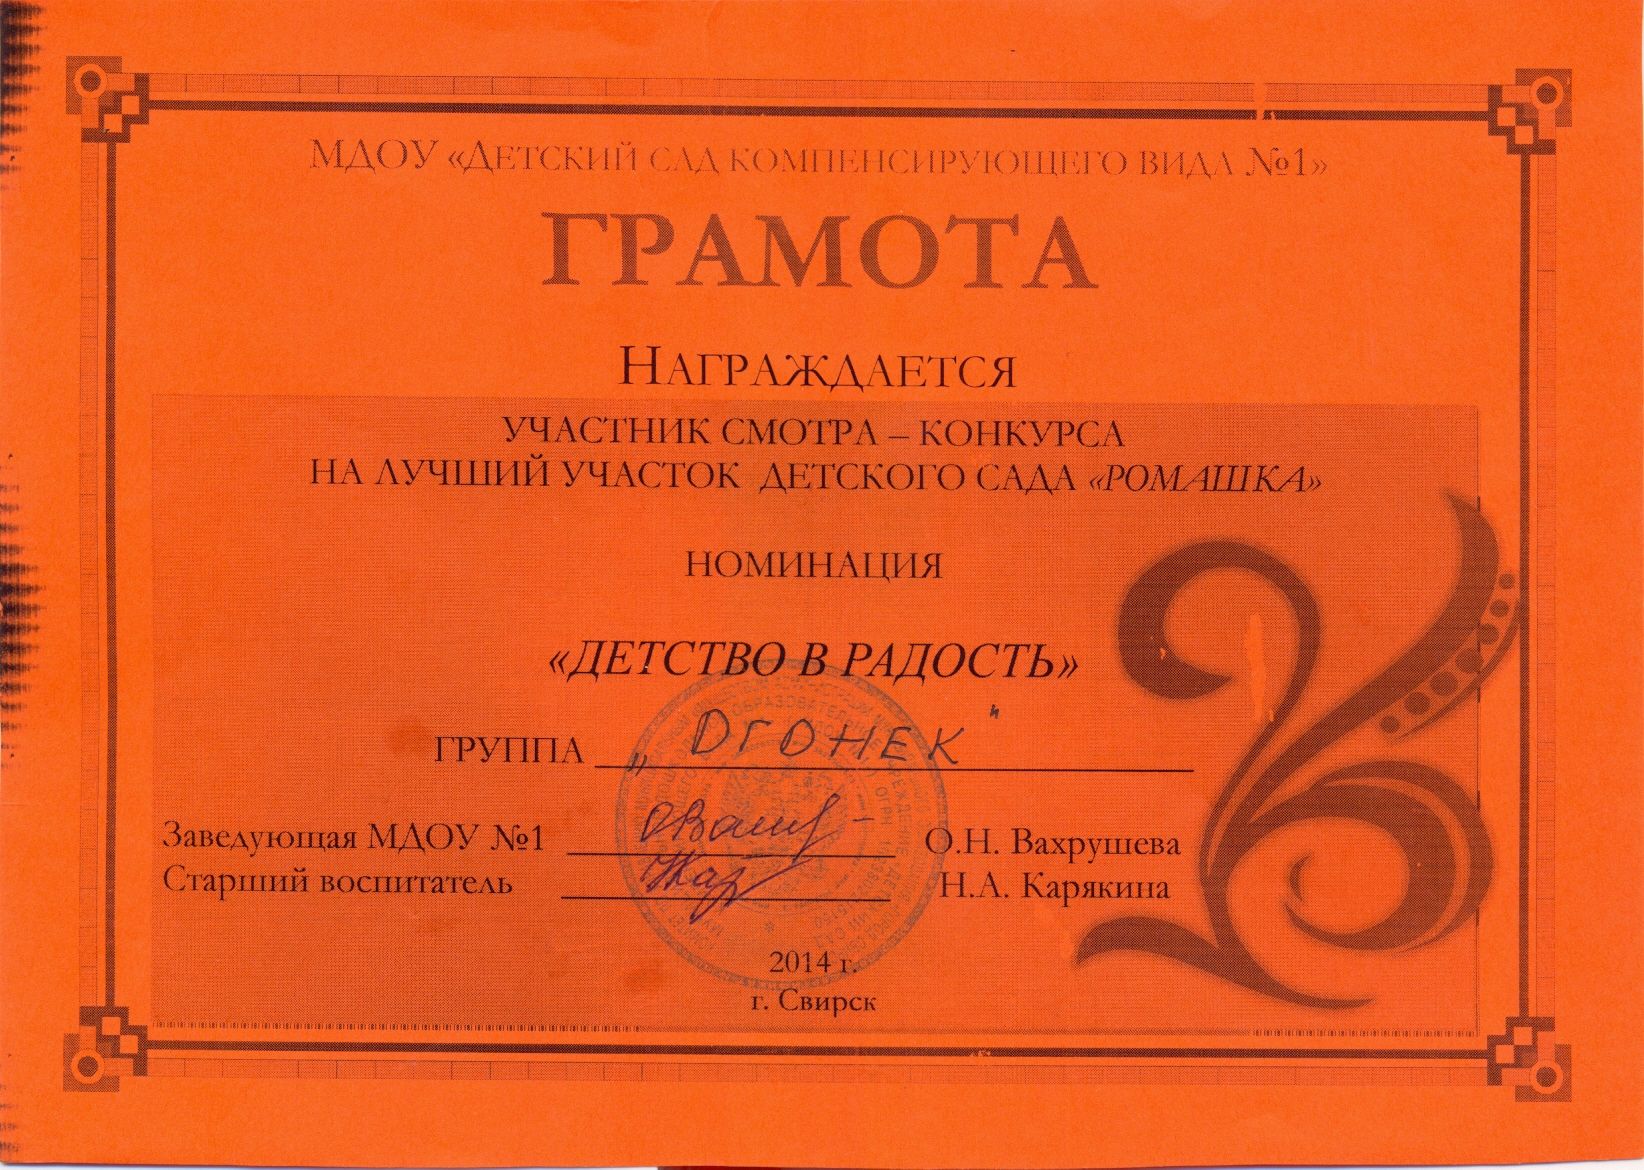 МДОУ «ДЕТСКИЙ САД КОМПЕНСИРУЮЩЕГО ВИДА №1»
ГРАМОТА
НАГРАЖДАЕТСЯ
УЧАСТНИК СМОТРА – КОНКУРСА
НА ЛУЧШИЙ УЧАСТОК ДЕТСКОГО САДА «РОМАШКА»
НОМИНАЦИЯ
«ДЕТСТВО В РАДОСТЬ»
ГРУППА „ОГОНЕК"
Заведующая МДОУ №1 О.Н. Вахрушева
Старший воспитатель Н.А. Карякина
2014 г.
г. Свирск